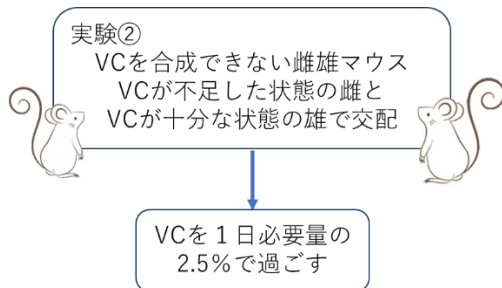 実験②
VCを合成できない雌雄マウス
VCが不足した状態の雌と
VCが十分な状態の雄で交配
VCを1日必要量の
2.5%で過ごす